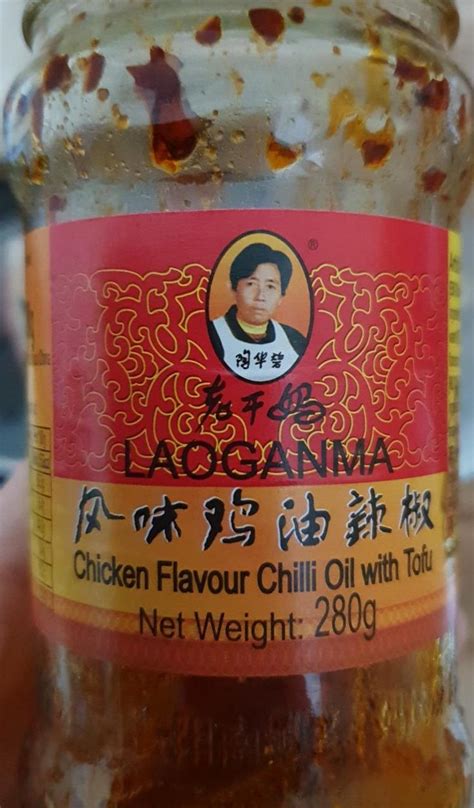 ®
陶华碧
老干妈
LAOGANMA
风味鸡油辣椒
Chicken Flavour Chilli Oil with Tofu
Net Weight: 280g